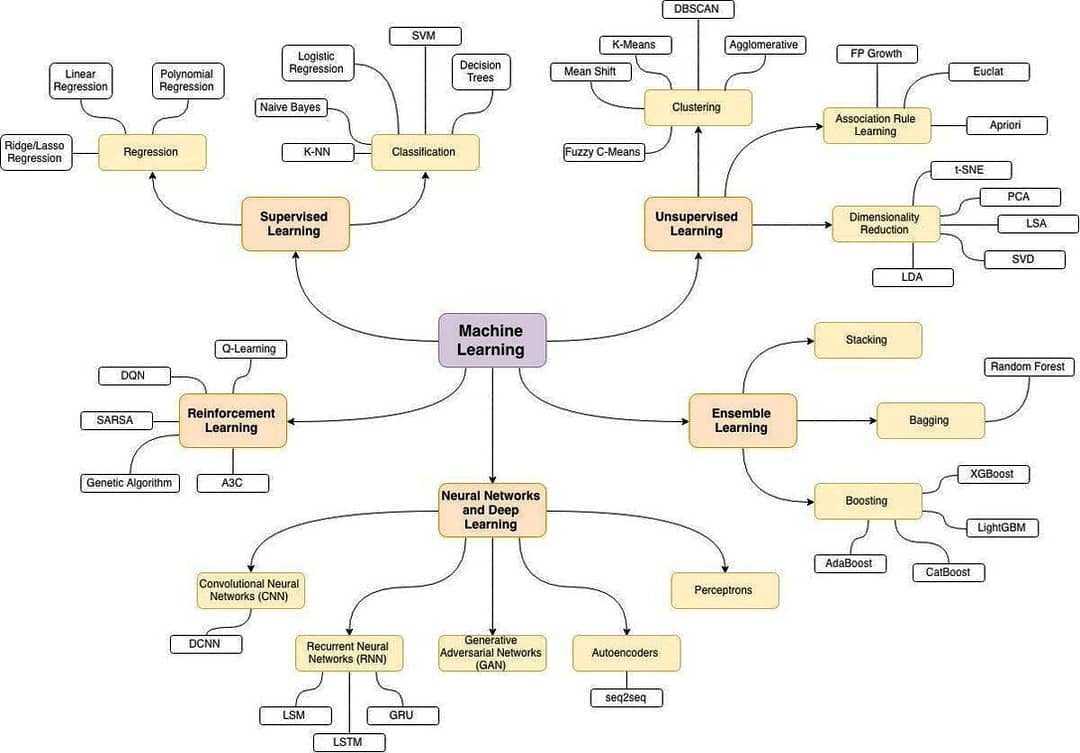 DBSCAN
SVM
K-Means
Agglomerative
Logistic
Regression
FP Growth
Linear
Regression
Polynomial
Regression
Decision
Trees
Mean Shift
Euclat
Naive Bayes
Clustering
Association Rule
Learning
Apriori
Ridge/Lasso
Regression
Regression
K-NN
Classification
Fuzzy C-Means
t-SNE
PCA
Supervised
Learning
Unsupervised
Learning
Dimensionality
Reduction
LSA
SVD
LDA
Machine
Learning
Stacking
Q-Learning
DQN
Random Forest
SARSA
Reinforcement
Learning
Ensemble
Learning
Bagging
Genetic Algorithm
A3C
XGBoost
Neural Networks
and Deep
Learning
Boosting
LightGBM
AdaBoost
CatBoost
Convolutional Neural
Networks (CNN)
Perceptrons
DCNN
Recurrent Neural
Networks (RNN)
Generative
Adversarial Networks
(GAN)
Autoencoders
seq2seq
LSM
GRU
LSTM